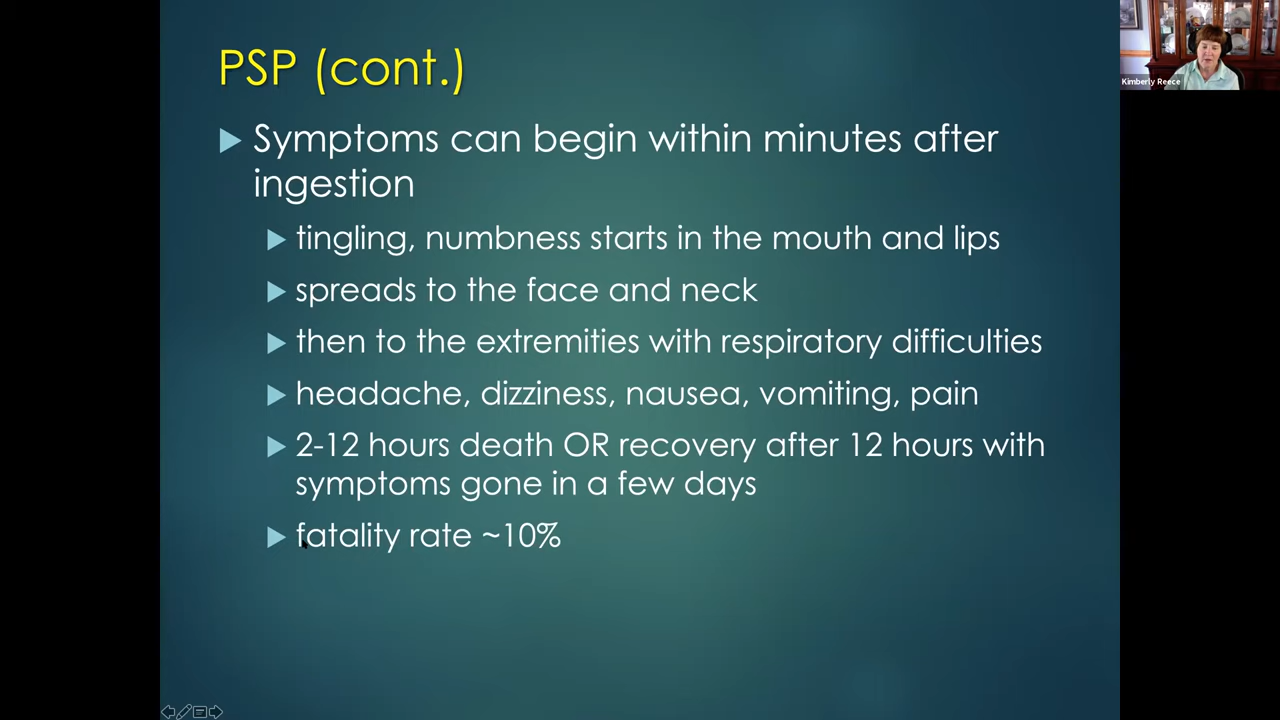 PSP (cont.)
Symptoms can begin within minutes after
ingestion
tingling, numbness starts in the mouth and lips
spreads to the face and neck
then to the extremities with respiratory difficulties
headache, dizziness, nausea, vomiting, pain
2-12 hours death OR recovery after 12 hours with
symptoms gone in a few days
fatality rate ~10%
Kimberly Reece